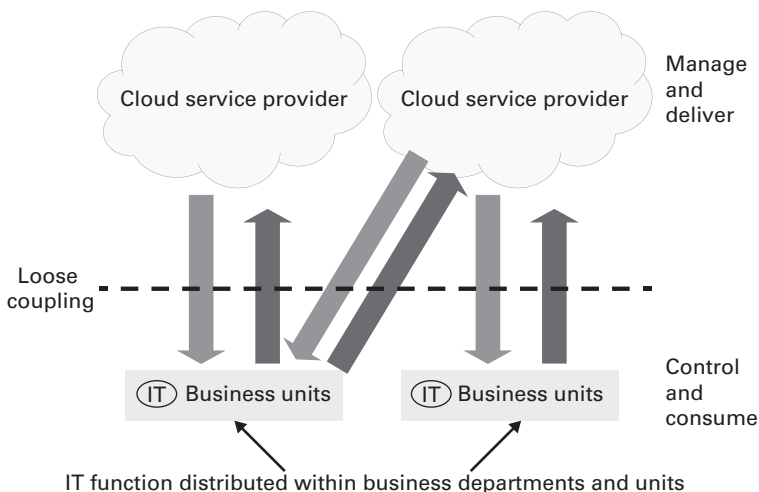 Cloud service provider
Cloud service provider
Manage
and
deliver
Loose
coupling
IT Business units
IT Business units
Control
and
consume
IT function distributed within business departments and units